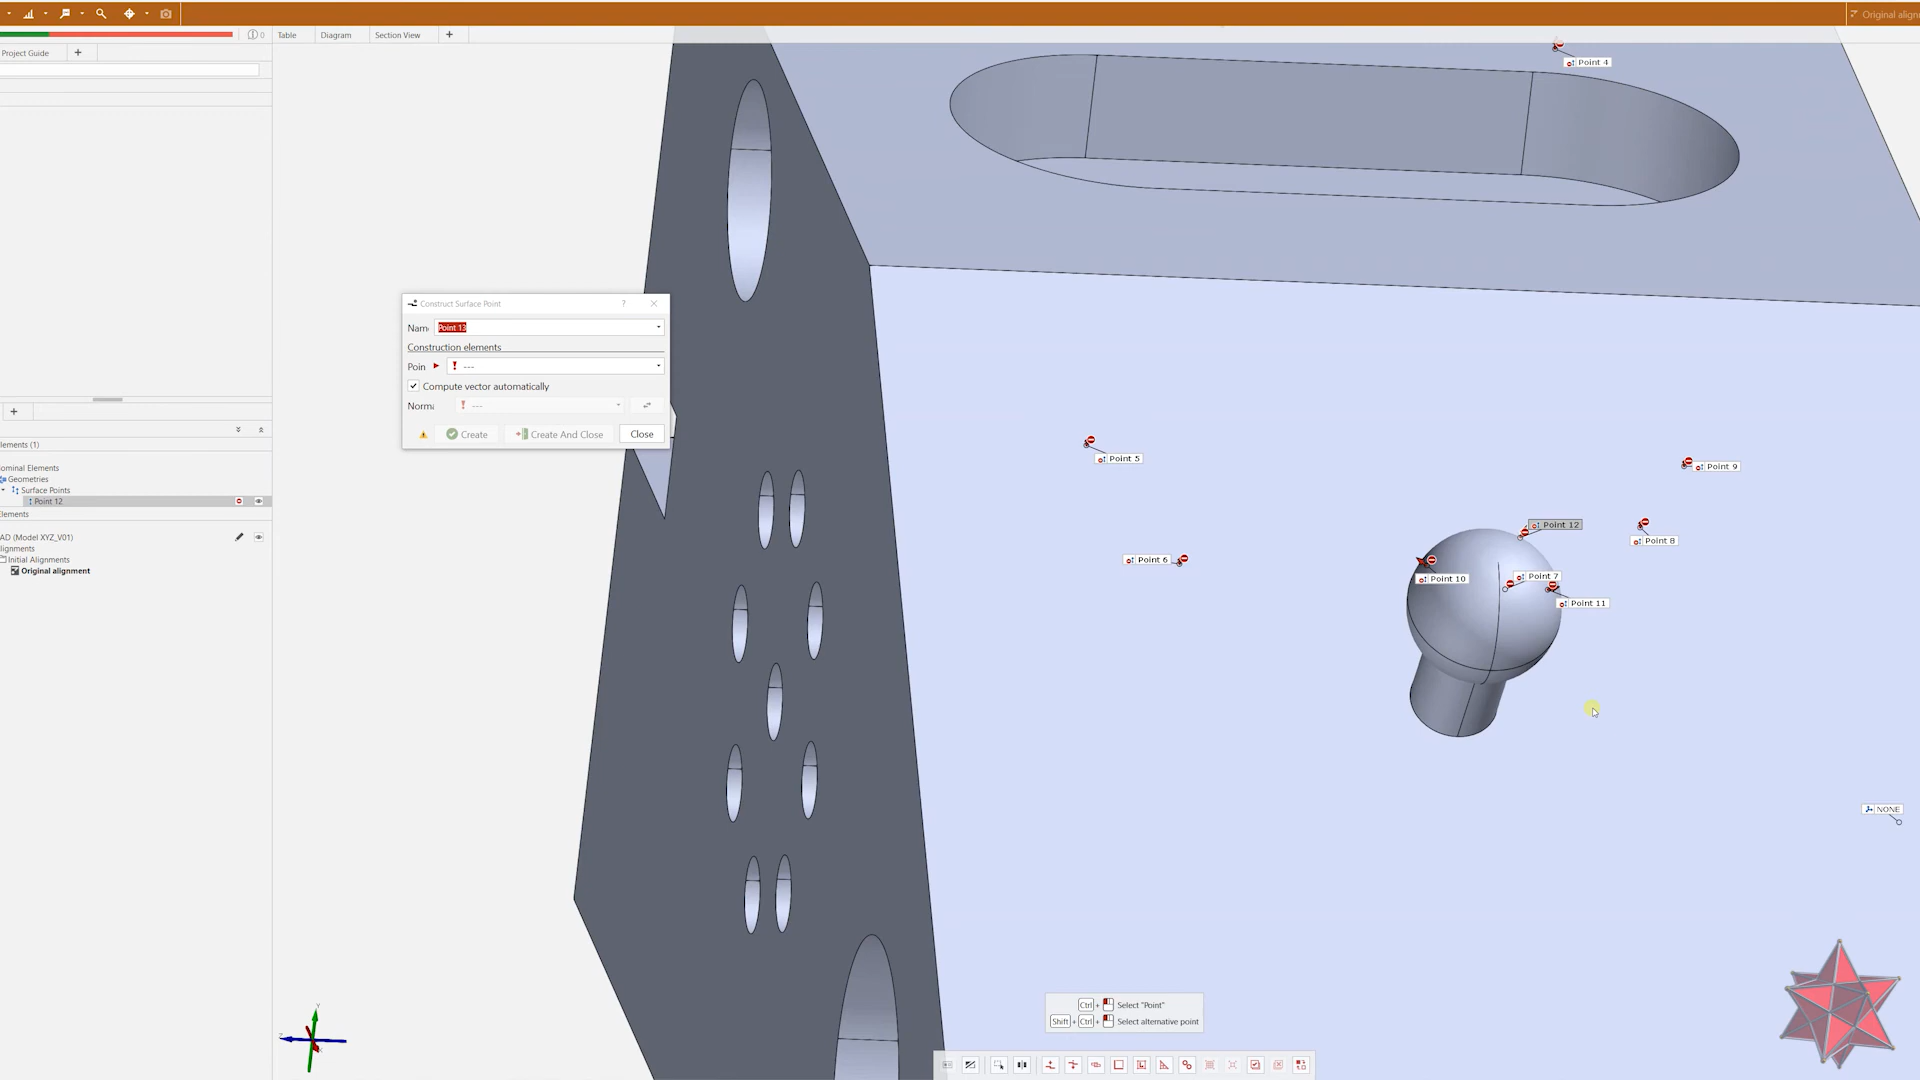 Original alignm
0
Table
Diagram
Section View
+
Project Guide
+
Point 4
Construct Surface Point
?
Nam
Point 13
Construction elements
Poin
---
Compute vector automatically
Norma
---
Create
Create And Close
Close
+
lements (1)
ominal Elements
Geometries
Surface Points
Point 12
lements
AD (Model XYZ_V01)
lignments
Initial Alignments
Original alignment
Point 5
Point 9
Point 12
Point 8
Point 6
Point 7
Point 10
Point 11
NONE
Ctrl + Select "Point"
Shift + Ctrl + Select alternative point
Y
Z